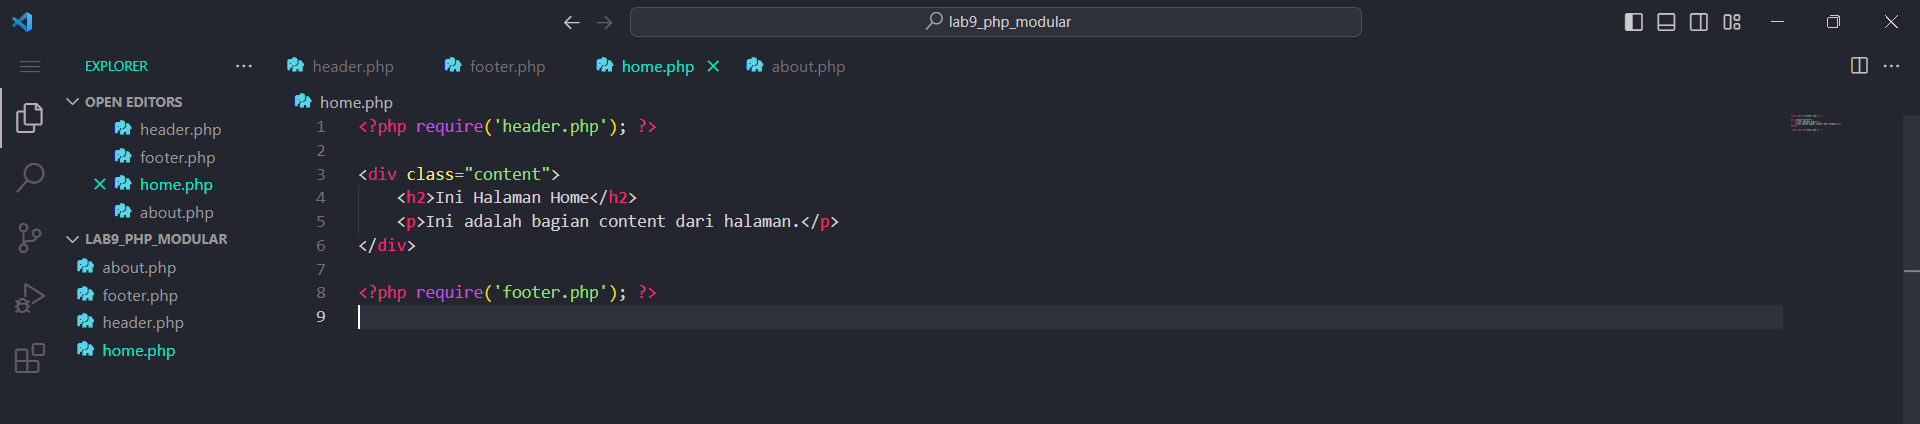 lab9_php_modular
EXPLORER ...
header.php footer.php home.php about.php ...
OPEN EDITORS
header.php
footer.php
home.php
about.php
LAB9_PHP_MODULAR
about.php
footer.php
header.php
home.php
home.php
1 <?php require('header.php'); ?>
2
3 <div class="content">
4     <h2>Ini Halaman Home</h2>
5     <p>Ini adalah bagian content dari halaman.</p>
6 </div>
7
8 <?php require('footer.php'); ?>
9